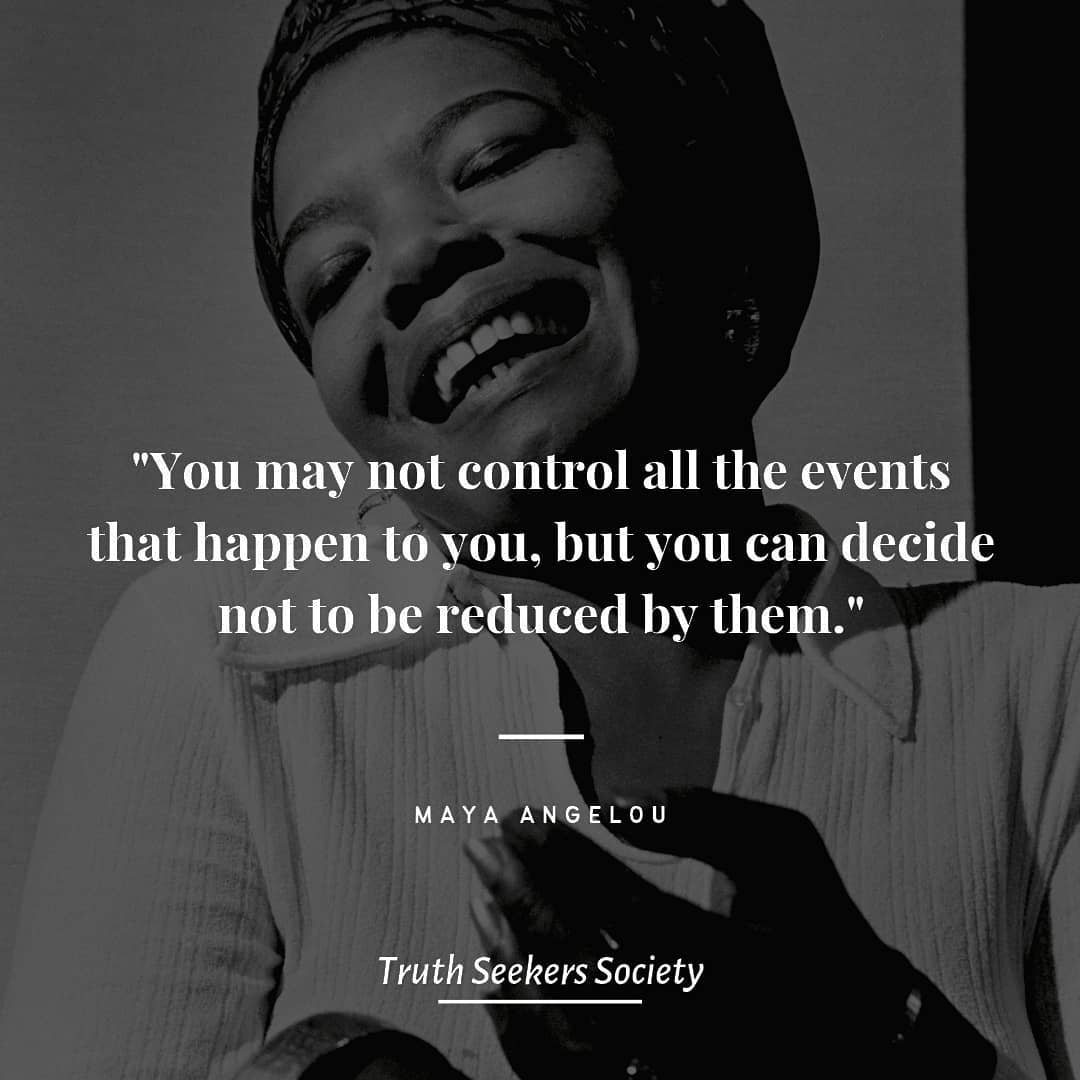 "You may not control all the events
that happen to you, but you can decide
not to be reduced by them."
MAYA ANGELOU
Truth Seekers Society